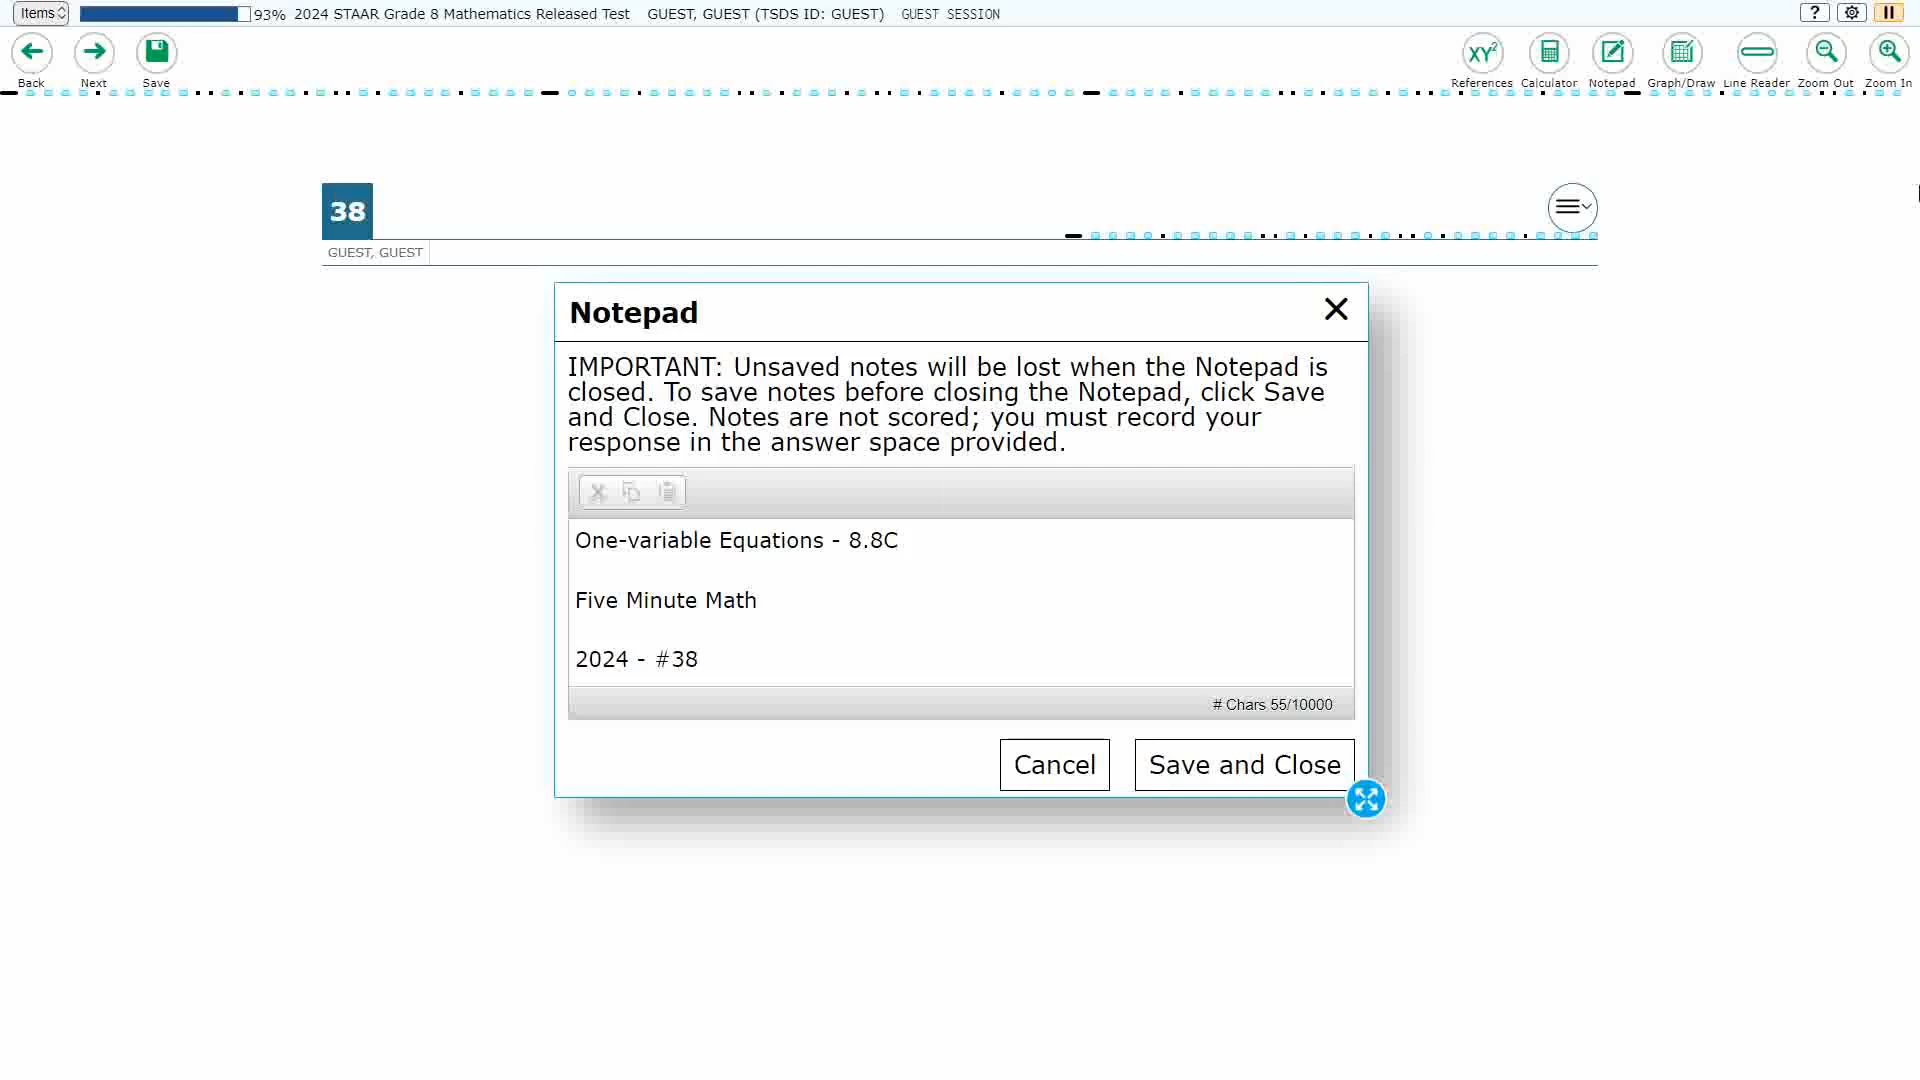 Items 93% 2024 STAAR Grade 8 Mathematics Released Test GUEST, GUEST (TSDS ID: GUEST) GUEST SESSION ?
XY²
Back Next Save References Calculator Notepad Graph/Draw Line Reader Zoom Out Zoom In
38
GUEST, GUEST
Notepad
IMPORTANT: Unsaved notes will be lost when the Notepad is
closed. To save notes before closing the Notepad, click Save
and Close. Notes are not scored; you must record your
response in the answer space provided.
One-variable Equations - 8.8C
Five Minute Math
2024 - #38
# Chars 55/10000
Cancel Save and Close